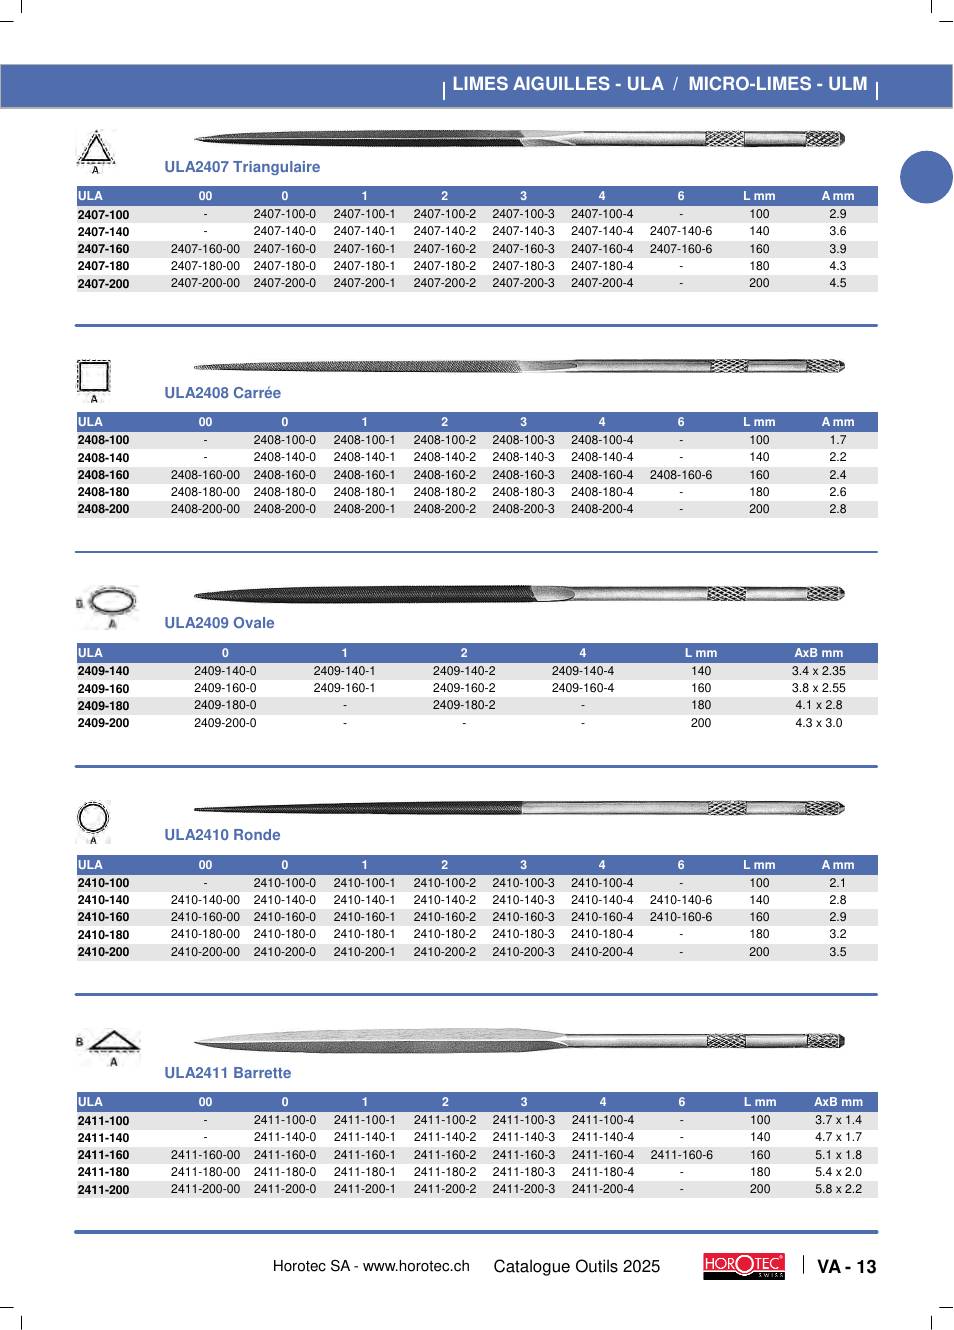 LIMES AIGUILLES - ULA / MICRO-LIMES - ULM
A
ULA2407 Triangulaire
ULA 00 0 1 2 3 4 6 L mm A mm
2407-100 - 2407-100-0 2407-100-1 2407-100-2 2407-100-3 2407-100-4 - 100 2.9
2407-140 - 2407-140-0 2407-140-1 2407-140-2 2407-140-3 2407-140-4 2407-140-6 140 3.6
2407-160 2407-160-00 2407-160-0 2407-160-1 2407-160-2 2407-160-3 2407-160-4 2407-160-6 160 3.9
2407-180 2407-180-00 2407-180-0 2407-180-1 2407-180-2 2407-180-3 2407-180-4 - 180 4.3
2407-200 2407-200-00 2407-200-0 2407-200-1 2407-200-2 2407-200-3 2407-200-4 - 200 4.5
A
ULA2408 Carrée
ULA 00 0 1 2 3 4 6 L mm A mm
2408-100 - 2408-100-0 2408-100-1 2408-100-2 2408-100-3 2408-100-4 - 100 1.7
2408-140 - 2408-140-0 2408-140-1 2408-140-2 2408-140-3 2408-140-4 - 140 2.2
2408-160 2408-160-00 2408-160-0 2408-160-1 2408-160-2 2408-160-3 2408-160-4 2408-160-6 160 2.4
2408-180 2408-180-00 2408-180-0 2408-180-1 2408-180-2 2408-180-3 2408-180-4 - 180 2.6
2408-200 2408-200-00 2408-200-0 2408-200-1 2408-200-2 2408-200-3 2408-200-4 - 200 2.8
B
A
ULA2409 Ovale
ULA 0 1 2 4 L mm AxB mm
2409-140 2409-140-0 2409-140-1 2409-140-2 2409-140-4 140 3.4 x 2.35
2409-160 2409-160-0 2409-160-1 2409-160-2 2409-160-4 160 3.8 x 2.55
2409-180 2409-180-0 - 2409-180-2 - 180 4.1 x 2.8
2409-200 2409-200-0 - - - 200 4.3 x 3.0
A
ULA2410 Ronde
ULA 00 0 1 2 3 4 6 L mm A mm
2410-100 - 2410-100-0 2410-100-1 2410-100-2 2410-100-3 2410-100-4 - 100 2.1
2410-140 2410-140-00 2410-140-0 2410-140-1 2410-140-2 2410-140-3 2410-140-4 2410-140-6 140 2.8
2410-160 2410-160-00 2410-160-0 2410-160-1 2410-160-2 2410-160-3 2410-160-4 2410-160-6 160 2.9
2410-180 2410-180-00 2410-180-0 2410-180-1 2410-180-2 2410-180-3 2410-180-4 - 180 3.2
2410-200 2410-200-00 2410-200-0 2410-200-1 2410-200-2 2410-200-3 2410-200-4 - 200 3.5
B
A
ULA2411 Barrette
ULA 00 0 1 2 3 4 6 L mm AxB mm
2411-100 - 2411-100-0 2411-100-1 2411-100-2 2411-100-3 2411-100-4 - 100 3.7 x 1.4
2411-140 - 2411-140-0 2411-140-1 2411-140-2 2411-140-3 2411-140-4 - 140 4.7 x 1.7
2411-160 2411-160-00 2411-160-0 2411-160-1 2411-160-2 2411-160-3 2411-160-4 2411-160-6 160 5.1 x 1.8
2411-180 2411-180-00 2411-180-0 2411-180-1 2411-180-2 2411-180-3 2411-180-4 - 180 5.4 x 2.0
2411-200 2411-200-00 2411-200-0 2411-200-1 2411-200-2 2411-200-3 2411-200-4 - 200 5.8 x 2.2
Horotec SA - www.horotec.ch Catalogue Outils 2025 HOROTEC SWISS VA - 13